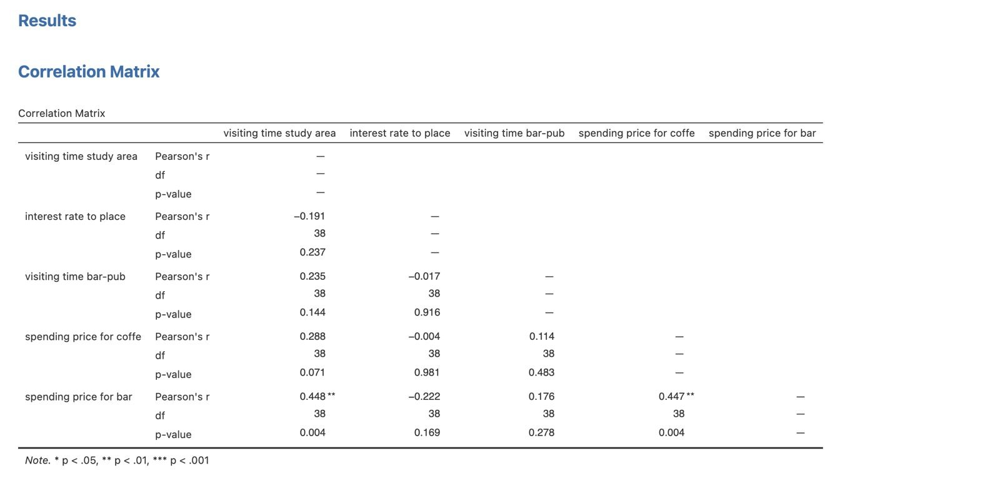 Results
Correlation Matrix
Correlation Matrix
visiting time study area interest rate to place visiting time bar-pub spending price for coffe spending price for bar
visiting time study area Pearson's r —
df —
p-value —
interest rate to place Pearson's r –0.191 —
df 38 —
p-value 0.237 —
visiting time bar-pub Pearson's r 0.235 –0.017 —
df 38 38 —
p-value 0.144 0.916 —
spending price for coffe Pearson's r 0.288 –0.004 0.114 —
df 38 38 38 —
p-value 0.071 0.981 0.483 —
spending price for bar Pearson's r 0.448 ** –0.222 0.176 0.447 ** —
df 38 38 38 38 —
p-value 0.004 0.169 0.278 0.004 —
Note. * p < .05, ** p < .01, *** p < .001